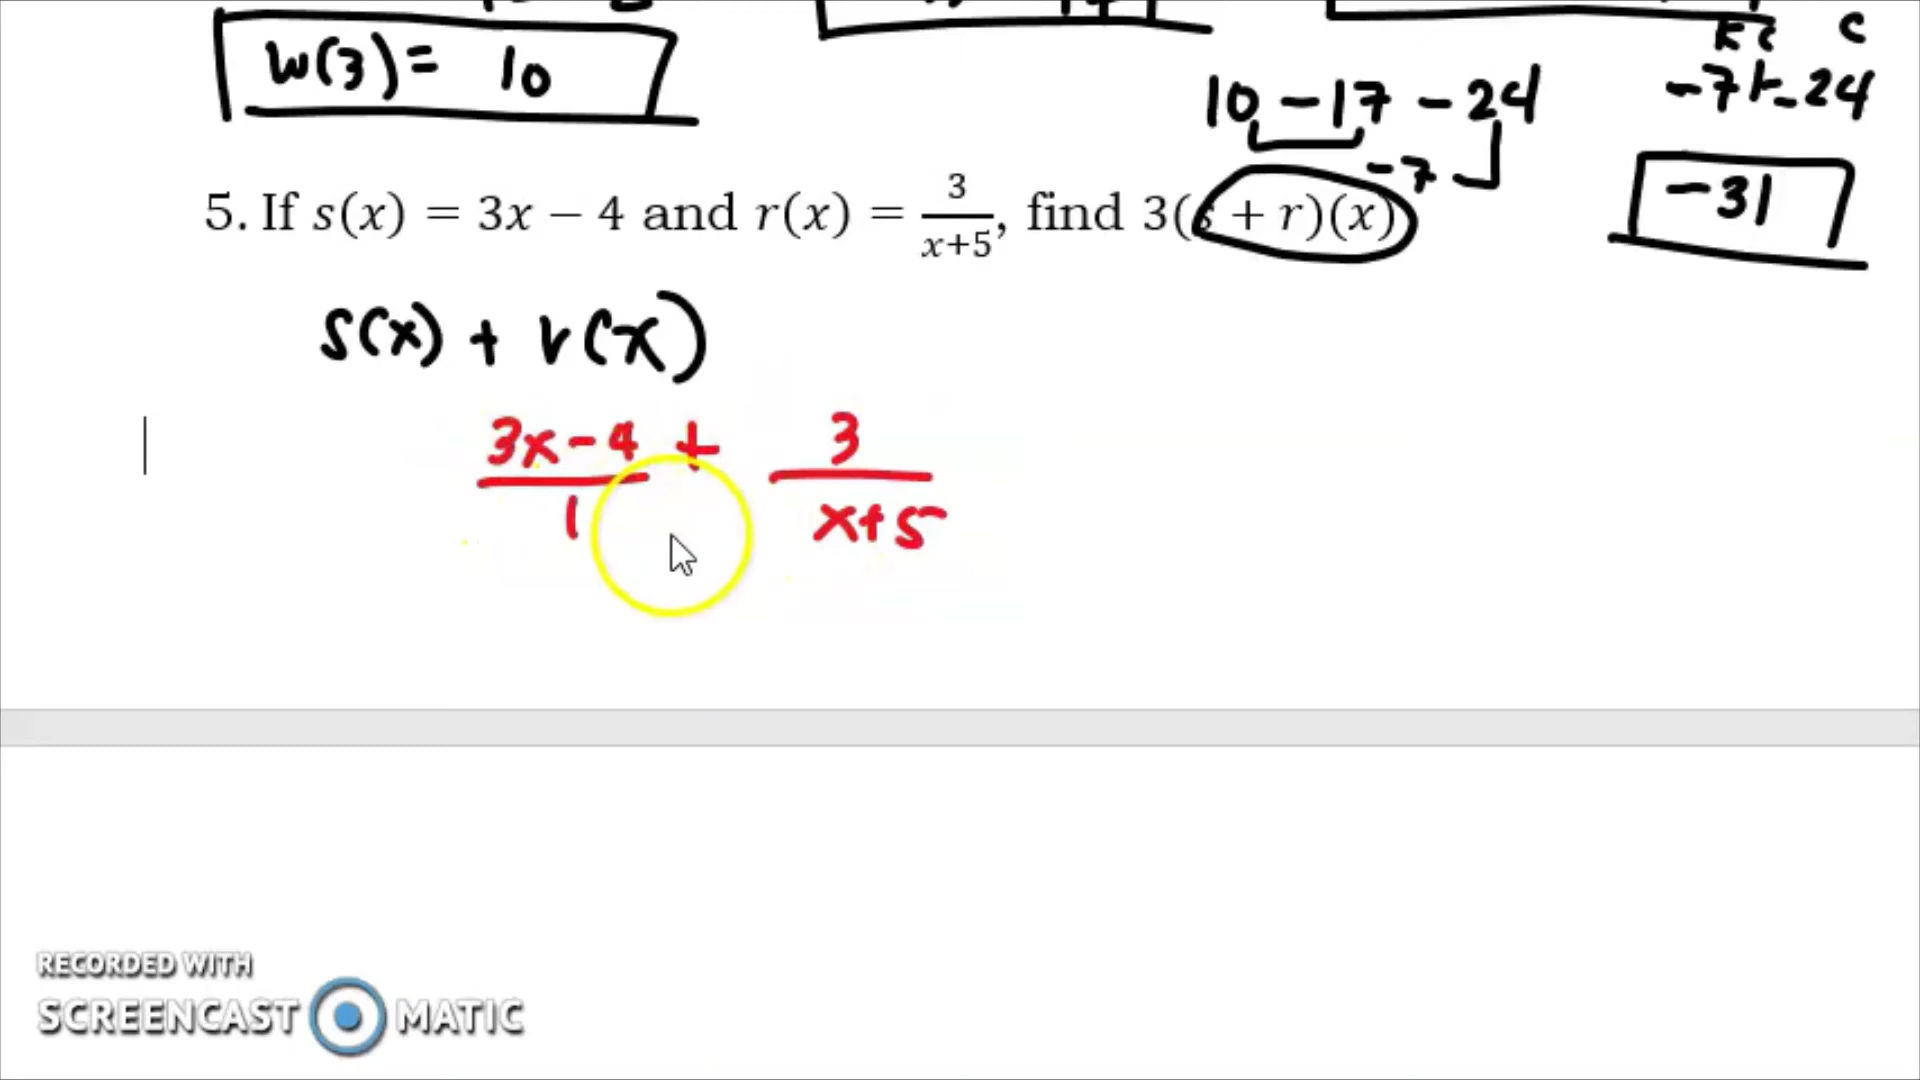 w(3) = 10
10 - 17 - 24
-7
-7+-24
-31
5. If s(x) = 3x − 4 and r(x) = 3/(x+5), find 3(s + r)(x)
s(x) + r(x)
3x-4 + 3
1 x+5
RECORDED WITH
SCREENCAST MATIC